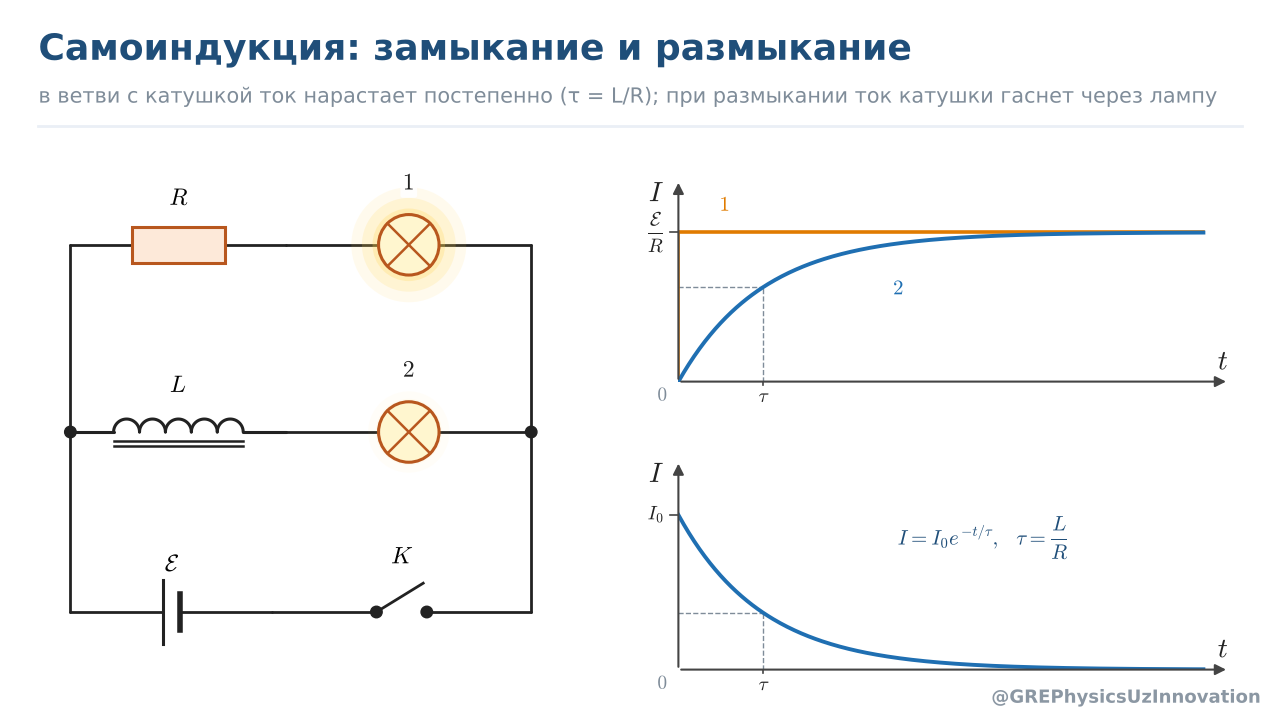 Самоиндукция: замыкание и размыкание
в ветви с катушкой ток нарастает постепенно (τ = L/R); при размыкании ток катушки гаснет через лампу
R
1
L
2
ℰ
K
I
ℰ/R
1
2
t
0
τ
I
I₀
I = I₀e^{−t/τ}, τ = L/R
t
0
τ
@GREPhysicsUzInnovation